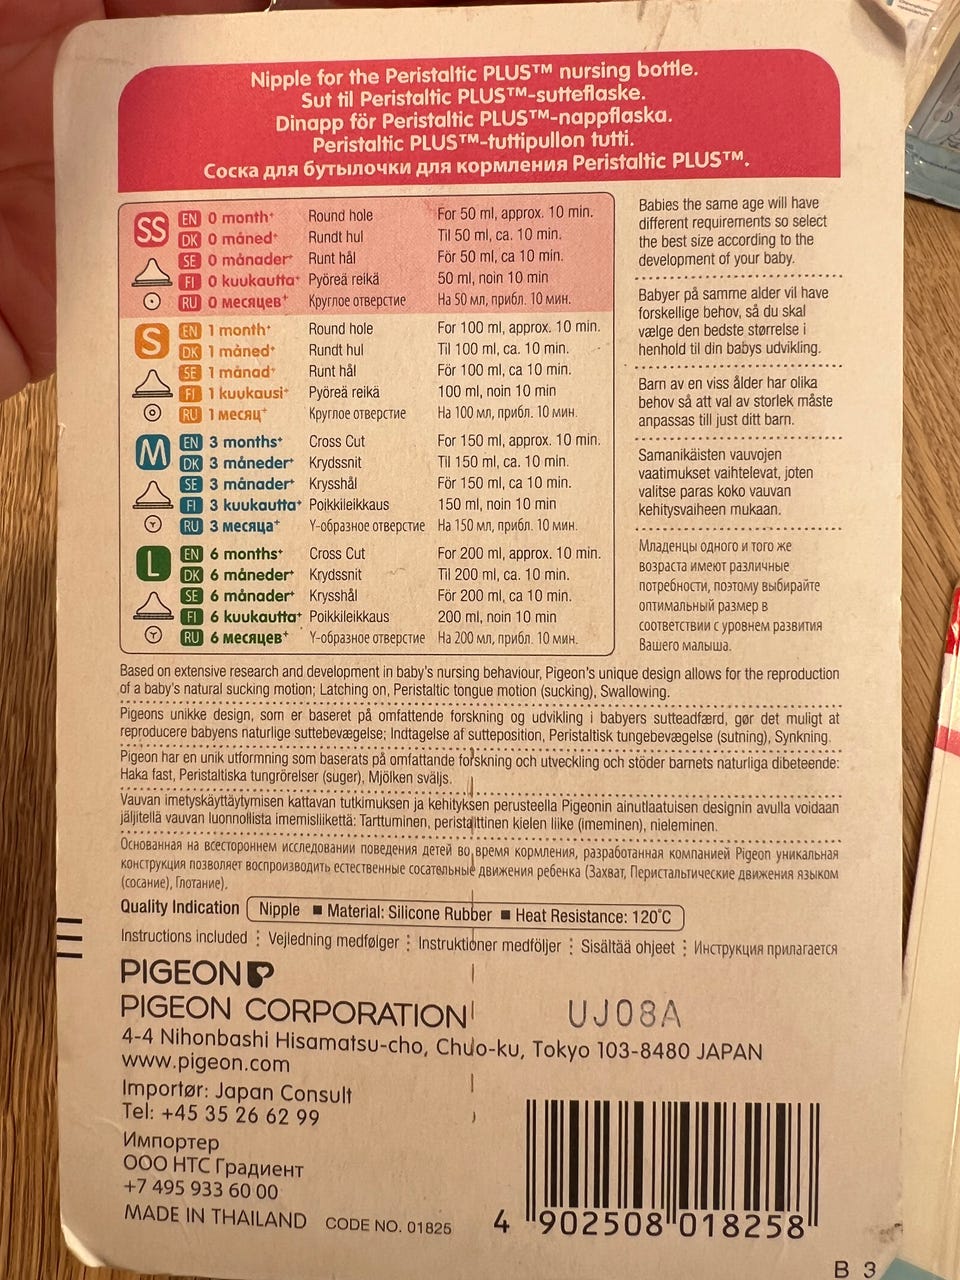 Nipple for the Peristaltic PLUS™ nursing bottle.
Sut til Peristaltic PLUS™-sutteflaske.
Dinapp för Peristaltic PLUS™-nappflaska.
Peristaltic PLUS™-tuttipullon tutti.
Соска для бутылочки для кормления Peristaltic PLUS™.
SS
EN 0 month+ Round hole For 50 ml, approx. 10 min.
DK 0 måned+ Rundt hul Til 50 ml, ca. 10 min.
SE 0 månader+ Runt hål För 50 ml, ca 10 min.
FI 0 kuukautta+ Pyöreä reikä 50 ml, noin 10 min
RU 0 месяцев+ Круглое отверстие На 50 мл, прибл. 10 мин.
S
EN 1 month+ Round hole For 100 ml, approx. 10 min.
DK 1 måned+ Rundt hul Til 100 ml, ca. 10 min.
SE 1 månad+ Runt hål För 100 ml, ca 10 min.
FI 1 kuukausi+ Pyöreä reikä 100 ml, noin 10 min
RU 1 месяц+ Круглое отверстие На 100 мл, прибл. 10 мин.
M
EN 3 months+ Cross Cut For 150 ml, approx. 10 min.
DK 3 måneder+ Krydssnit Til 150 ml, ca. 10 min.
SE 3 månader+ Krysshål För 150 ml, ca 10 min.
FI 3 kuukautta+ Poikkileikkaus 150 ml, noin 10 min
RU 3 месяца+ Y-образное отверстие На 150 мл, прибл. 10 мин.
L
EN 6 months+ Cross Cut For 200 ml, approx. 10 min.
DK 6 måneder+ Krydssnit Til 200 ml, ca. 10 min.
SE 6 månader+ Krysshål För 200 ml, ca 10 min.
FI 6 kuukautta+ Poikkileikkaus 200 ml, noin 10 min
RU 6 месяцев+ Y-образное отверстие На 200 мл, прибл. 10 мин.
Babies the same age will have
different requirements so select
the best size according to the
development of your baby.
Babyer på samme alder vil have
forskellige behov, så du skal
vælge den bedste størrelse i
henhold til din babys udvikling.
Barn av en viss ålder har olika
behov så att val av storlek måste
anpassas till just ditt barn.
Samanikäisten vauvojen
vaatimukset vaihtelevat, joten
valitse paras koko vauvan
kehitysvaiheen mukaan.
Младенцы одного и того же
возраста имеют различные
потребности, поэтому выбирайте
оптимальный размер в
соответствии с уровнем развития
Вашего малыша.
Based on extensive research and development in baby's nursing behaviour, Pigeon's unique design allows for the reproduction
of a baby's natural sucking motion; Latching on, Peristaltic tongue motion (sucking), Swallowing.
Pigeons unikke design, som er baseret på omfattende forskning og udvikling i babyers sutteadfærd, gør det muligt at
reproducere babyens naturlige suttebevægelse; Indtagelse af sutteposition, Peristaltisk tungebevægelse (sutning), Synkning.
Pigeon har en unik utformning som baserats på omfattande forskning och utveckling och stöder barnets naturliga dibeteende:
Haka fast, Peristaltiska tungrörelser (suger), Mjölken sväljs.
Vauvan imetyskäyttäytymisen kattavan tutkimuksen ja kehityksen perusteella Pigeonin ainutlaatuisen designin avulla voidaan
jäljitellä vauvan luonnollista imemisliikettä: Tarttuminen, peristalttinen kielen liike (imeminen), nieleminen.
Основанная на всестороннем исследовании поведения детей во время кормления, разработанная компанией Pigeon уникальная
конструкция позволяет воспроизводить естественные сосательные движения ребенка (Захват, Перистальтические движения языком
(сосание), Глотание).
Quality Indication Nipple ■ Material: Silicone Rubber ■ Heat Resistance: 120˚C
Instructions included ⋮ Vejledning medfølger ⋮ Instruktioner medföljer ⋮ Sisältää ohjeet ⋮ Инструкция прилагается
PIGEON
PIGEON CORPORATION
UJ08A
4-4 Nihonbashi Hisamatsu-cho, Chuo-ku, Tokyo 103-8480 JAPAN
www.pigeon.com
Importør: Japan Consult
Tel: +45 35 26 62 99
Импортер
ООО НТС Градиент
+7 495 933 60 00
MADE IN THAILAND CODE NO. 01825
4 902508 018258
B 3